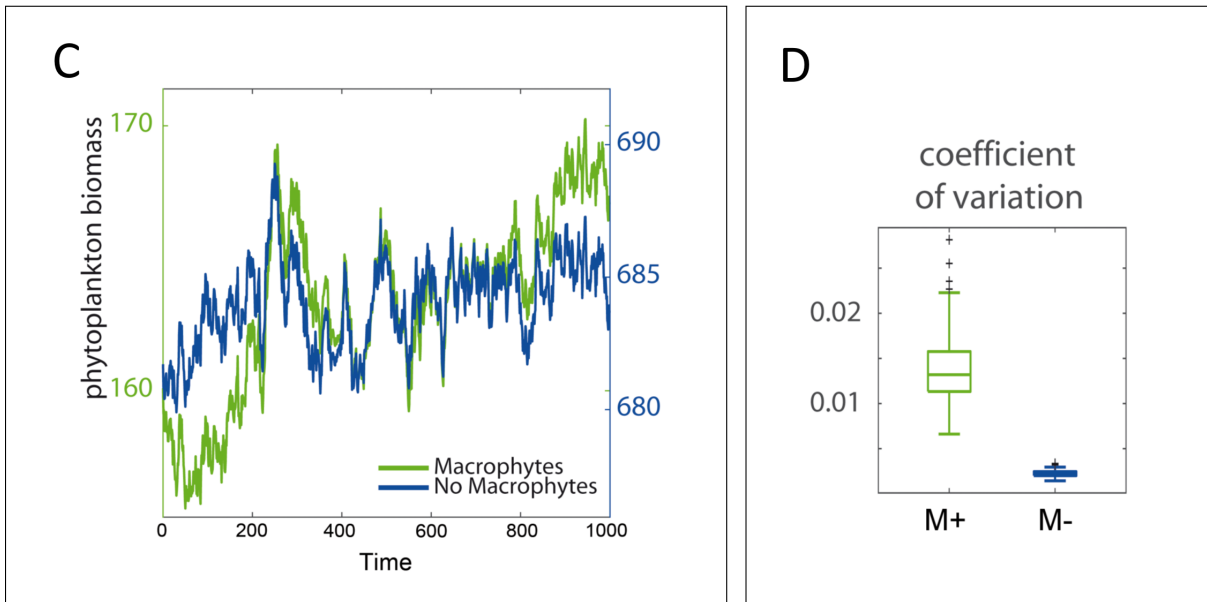 C
phytoplankton biomass
170
160
690
685
680
Macrophytes
No Macrophytes
0 200 400 600 800 1000
Time
D
coefficient
of variation
0.02
0.01
M+ M-